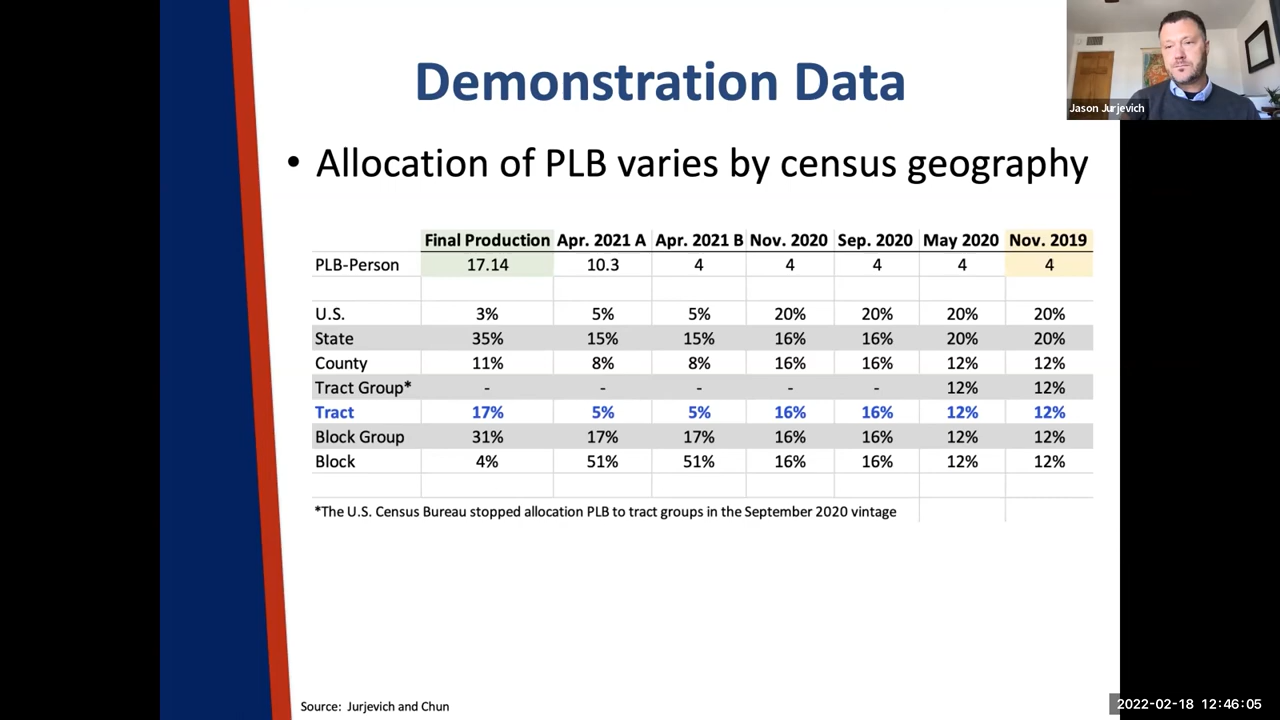 Demonstration Data
Jason Jurjevich
• Allocation of PLB varies by census geography
Final Production Apr. 2021 A Apr. 2021 B Nov. 2020 Sep. 2020 May 2020 Nov. 2019
PLB-Person 17.14 10.3 4 4 4 4 4
U.S. 3% 5% 5% 20% 20% 20% 20%
State 35% 15% 15% 16% 16% 20% 20%
County 11% 8% 8% 16% 16% 12% 12%
Tract Group* - - - - - 12% 12%
Tract 17% 5% 5% 16% 16% 12% 12%
Block Group 31% 17% 17% 16% 16% 12% 12%
Block 4% 51% 51% 16% 16% 12% 12%
*The U.S. Census Bureau stopped allocation PLB to tract groups in the September 2020 vintage
Source: Jurjevich and Chun
2022-02-18 12:46:05